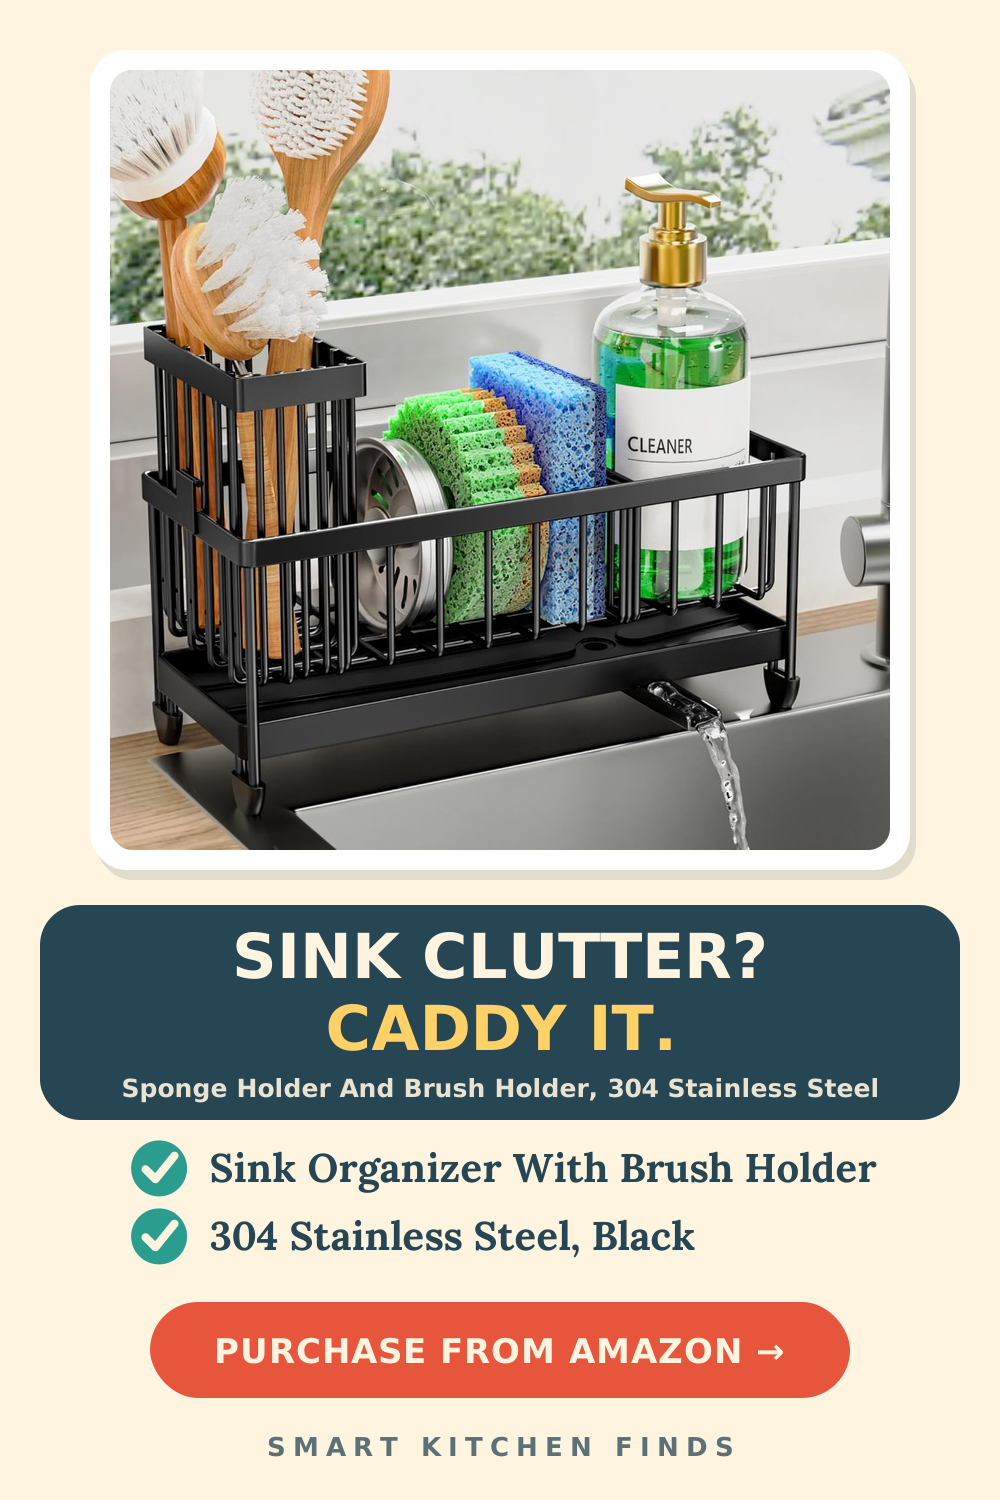 CLEANER
SINK CLUTTER?
CADDY IT.
Sponge Holder And Brush Holder, 304 Stainless Steel
Sink Organizer With Brush Holder
304 Stainless Steel, Black
PURCHASE FROM AMAZON →
SMART KITCHEN FINDS